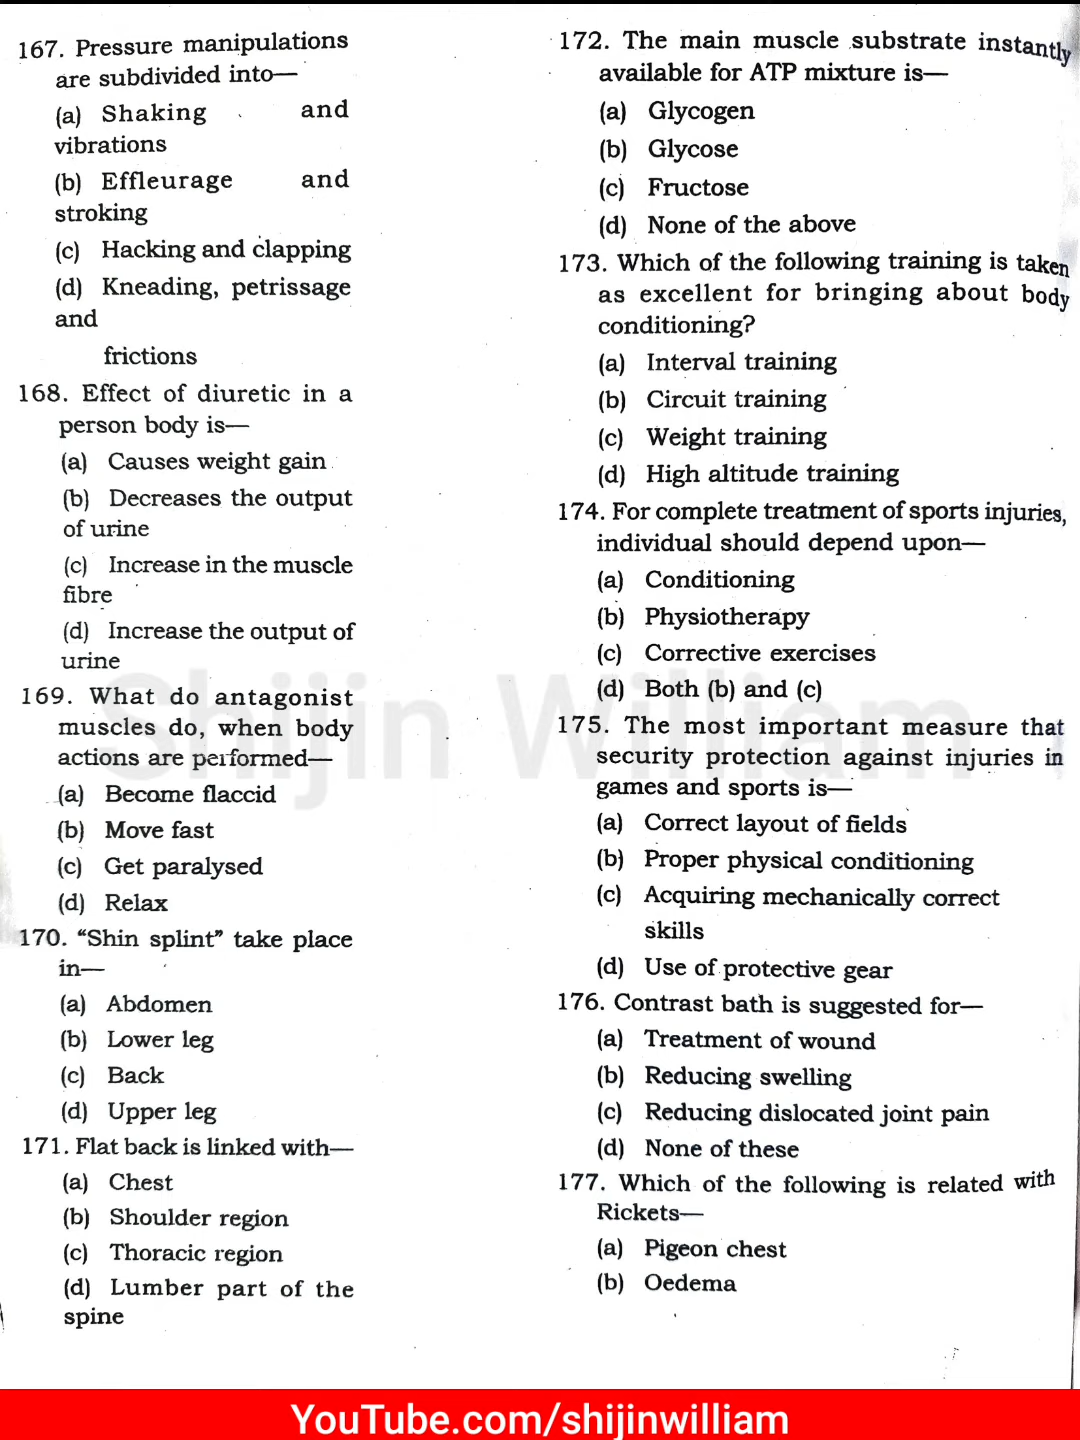 167. Pressure manipulations
are subdivided into—
(a) Shaking and
vibrations
(b) Effleurage and
stroking
(c) Hacking and clapping
(d) Kneading, petrissage
and
frictions
168. Effect of diuretic in a
person body is—
(a) Causes weight gain
(b) Decreases the output
of urine
(c) Increase in the muscle
fibre
(d) Increase the output of
urine
169. What do antagonist
muscles do, when body
actions are performed—
(a) Become flaccid
(b) Move fast
(c) Get paralysed
(d) Relax
170. “Shin splint” take place
in—
(a) Abdomen
(b) Lower leg
(c) Back
(d) Upper leg
171. Flat back is linked with—
(a) Chest
(b) Shoulder region
(c) Thoracic region
(d) Lumber part of the
spine
172. The main muscle substrate instantly
available for ATP mixture is—
(a) Glycogen
(b) Glycose
(c) Fructose
(d) None of the above
173. Which of the following training is taken
as excellent for bringing about body
conditioning?
(a) Interval training
(b) Circuit training
(c) Weight training
(d) High altitude training
174. For complete treatment of sports injuries,
individual should depend upon—
(a) Conditioning
(b) Physiotherapy
(c) Corrective exercises
(d) Both (b) and (c)
175. The most important measure that
security protection against injuries in
games and sports is—
(a) Correct layout of fields
(b) Proper physical conditioning
(c) Acquiring mechanically correct
skills
(d) Use of protective gear
176. Contrast bath is suggested for—
(a) Treatment of wound
(b) Reducing swelling
(c) Reducing dislocated joint pain
(d) None of these
177. Which of the following is related with
Rickets—
(a) Pigeon chest
(b) Oedema
Shijin William
YouTube.com/shijinwilliam